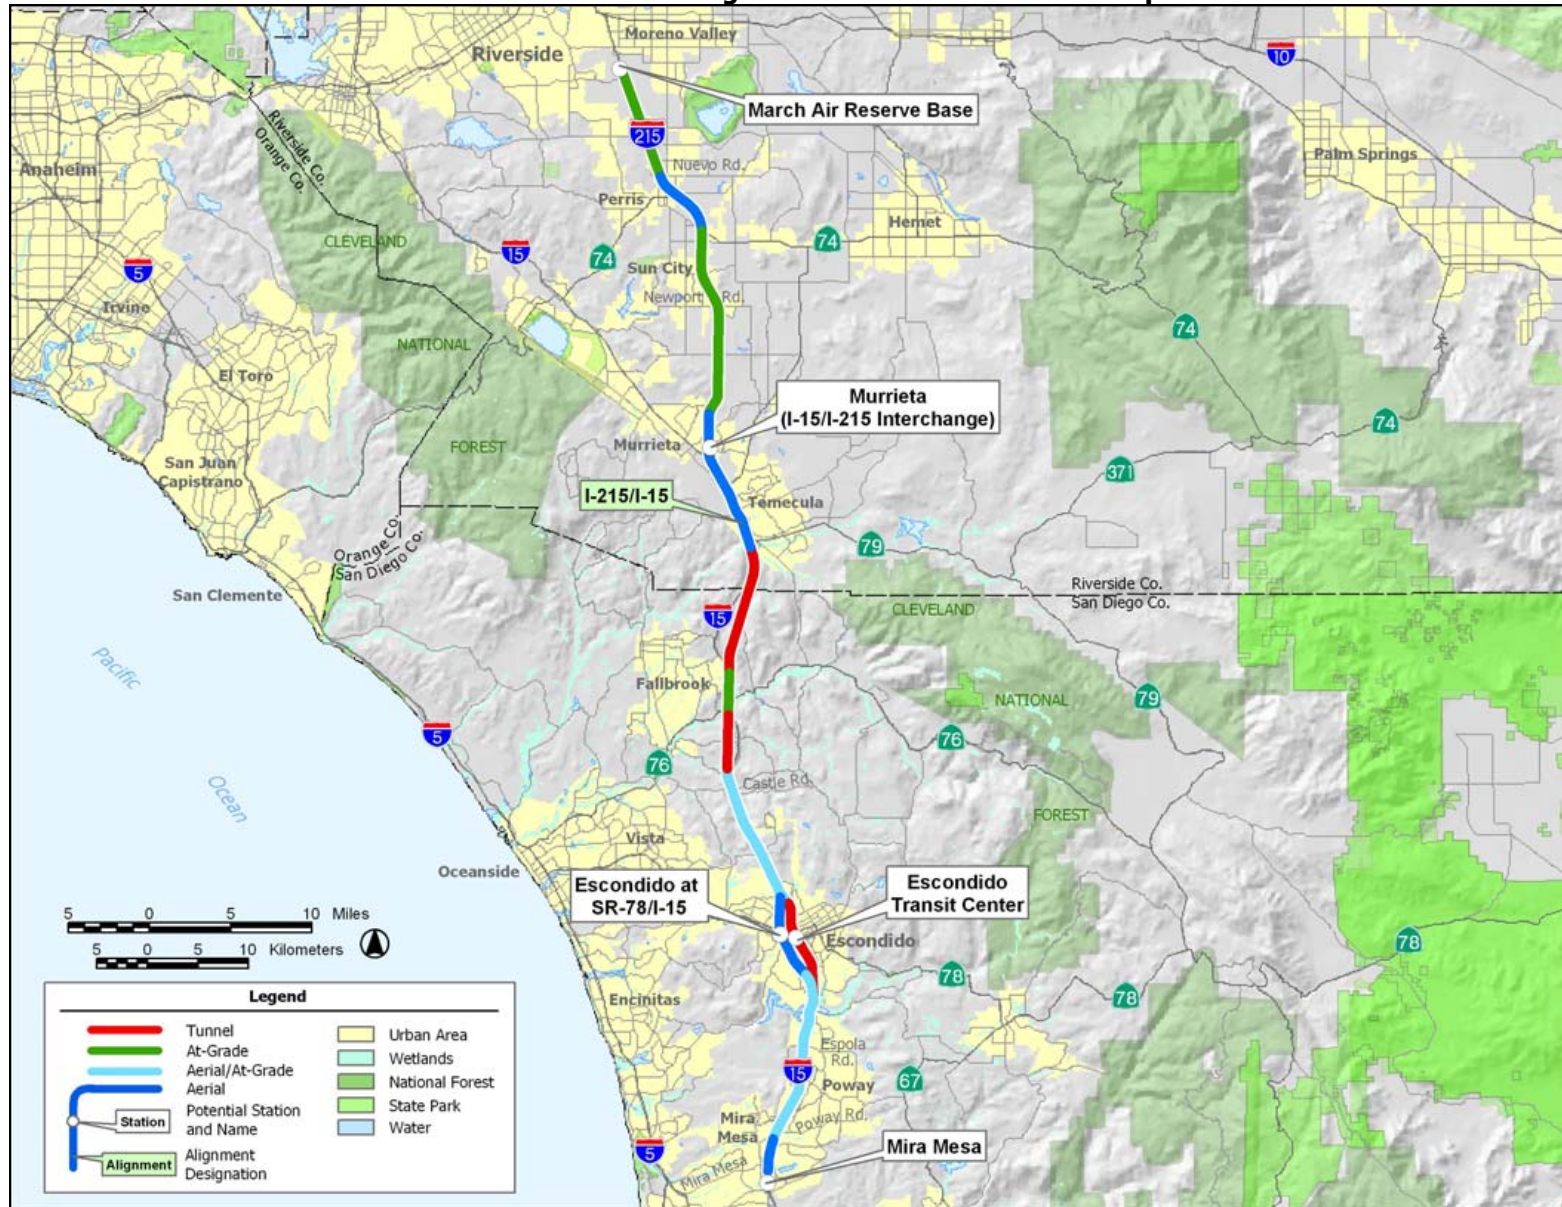 Moreno Valley
Riverside
10
March Air Reserve Base
215
Riverside Co.
Orange Co.
Anaheim
Nuevo Rd.
Palm Springs
Perris
Hemet
CLEVELAND
15
74
74
5
Sun City
Newport Rd.
Irvine
74
NATIONAL
El Toro
Murrieta
(I-15/I-215 Interchange)
74
Murrieta
FOREST
San Juan
Capistrano
371
I-215/I-15
Temecula
79
Orange Co.
San Diego Co.
Riverside Co.
San Diego Co.
San Clemente
15
CLEVELAND
Pacific
Fallbrook
NATIONAL
79
5
76
76
Castle Rd.
Ocean
FOREST
Vista
Oceanside
Escondido at
SR-78/I-15
Escondido
Transit Center
5 0 5 10 Miles
5 0 5 10 Kilometers
Escondido
78
78
78
Encinitas
Espola
Rd.
15
67
Poway
Mira
Mesa
Poway Rd.
Mira Mesa
5
Mira Mesa
Legend
Tunnel
At-Grade
Aerial/At-Grade
Aerial
Station
Potential Station
and Name
Alignment
Alignment
Designation
Urban Area
Wetlands
National Forest
State Park
Water